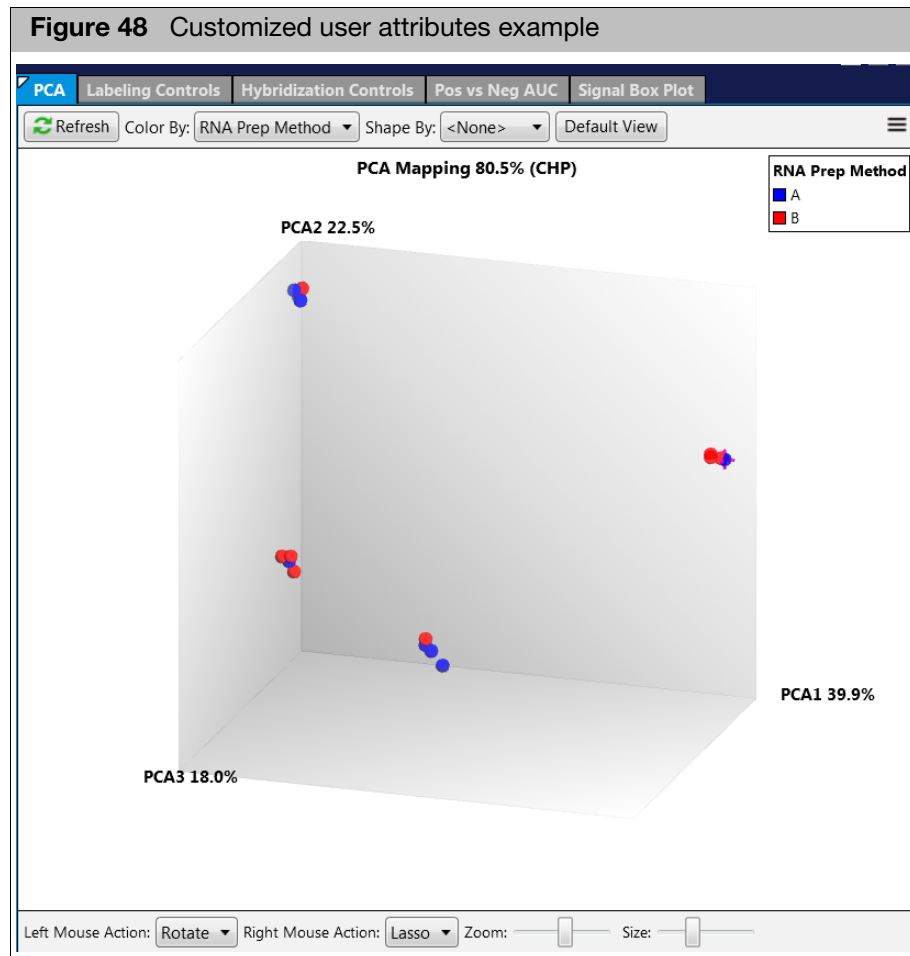 Figure 48 Customized user attributes example
PCA Labeling Controls Hybridization Controls Pos vs Neg AUC Signal Box Plot
Refresh Color By: RNA Prep Method Shape By: <None> Default View
PCA Mapping 80.5% (CHP)
RNA Prep Method
A
B
PCA2 22.5%
PCA1 39.9%
PCA3 18.0%
Left Mouse Action: Rotate Right Mouse Action: Lasso Zoom: Size: